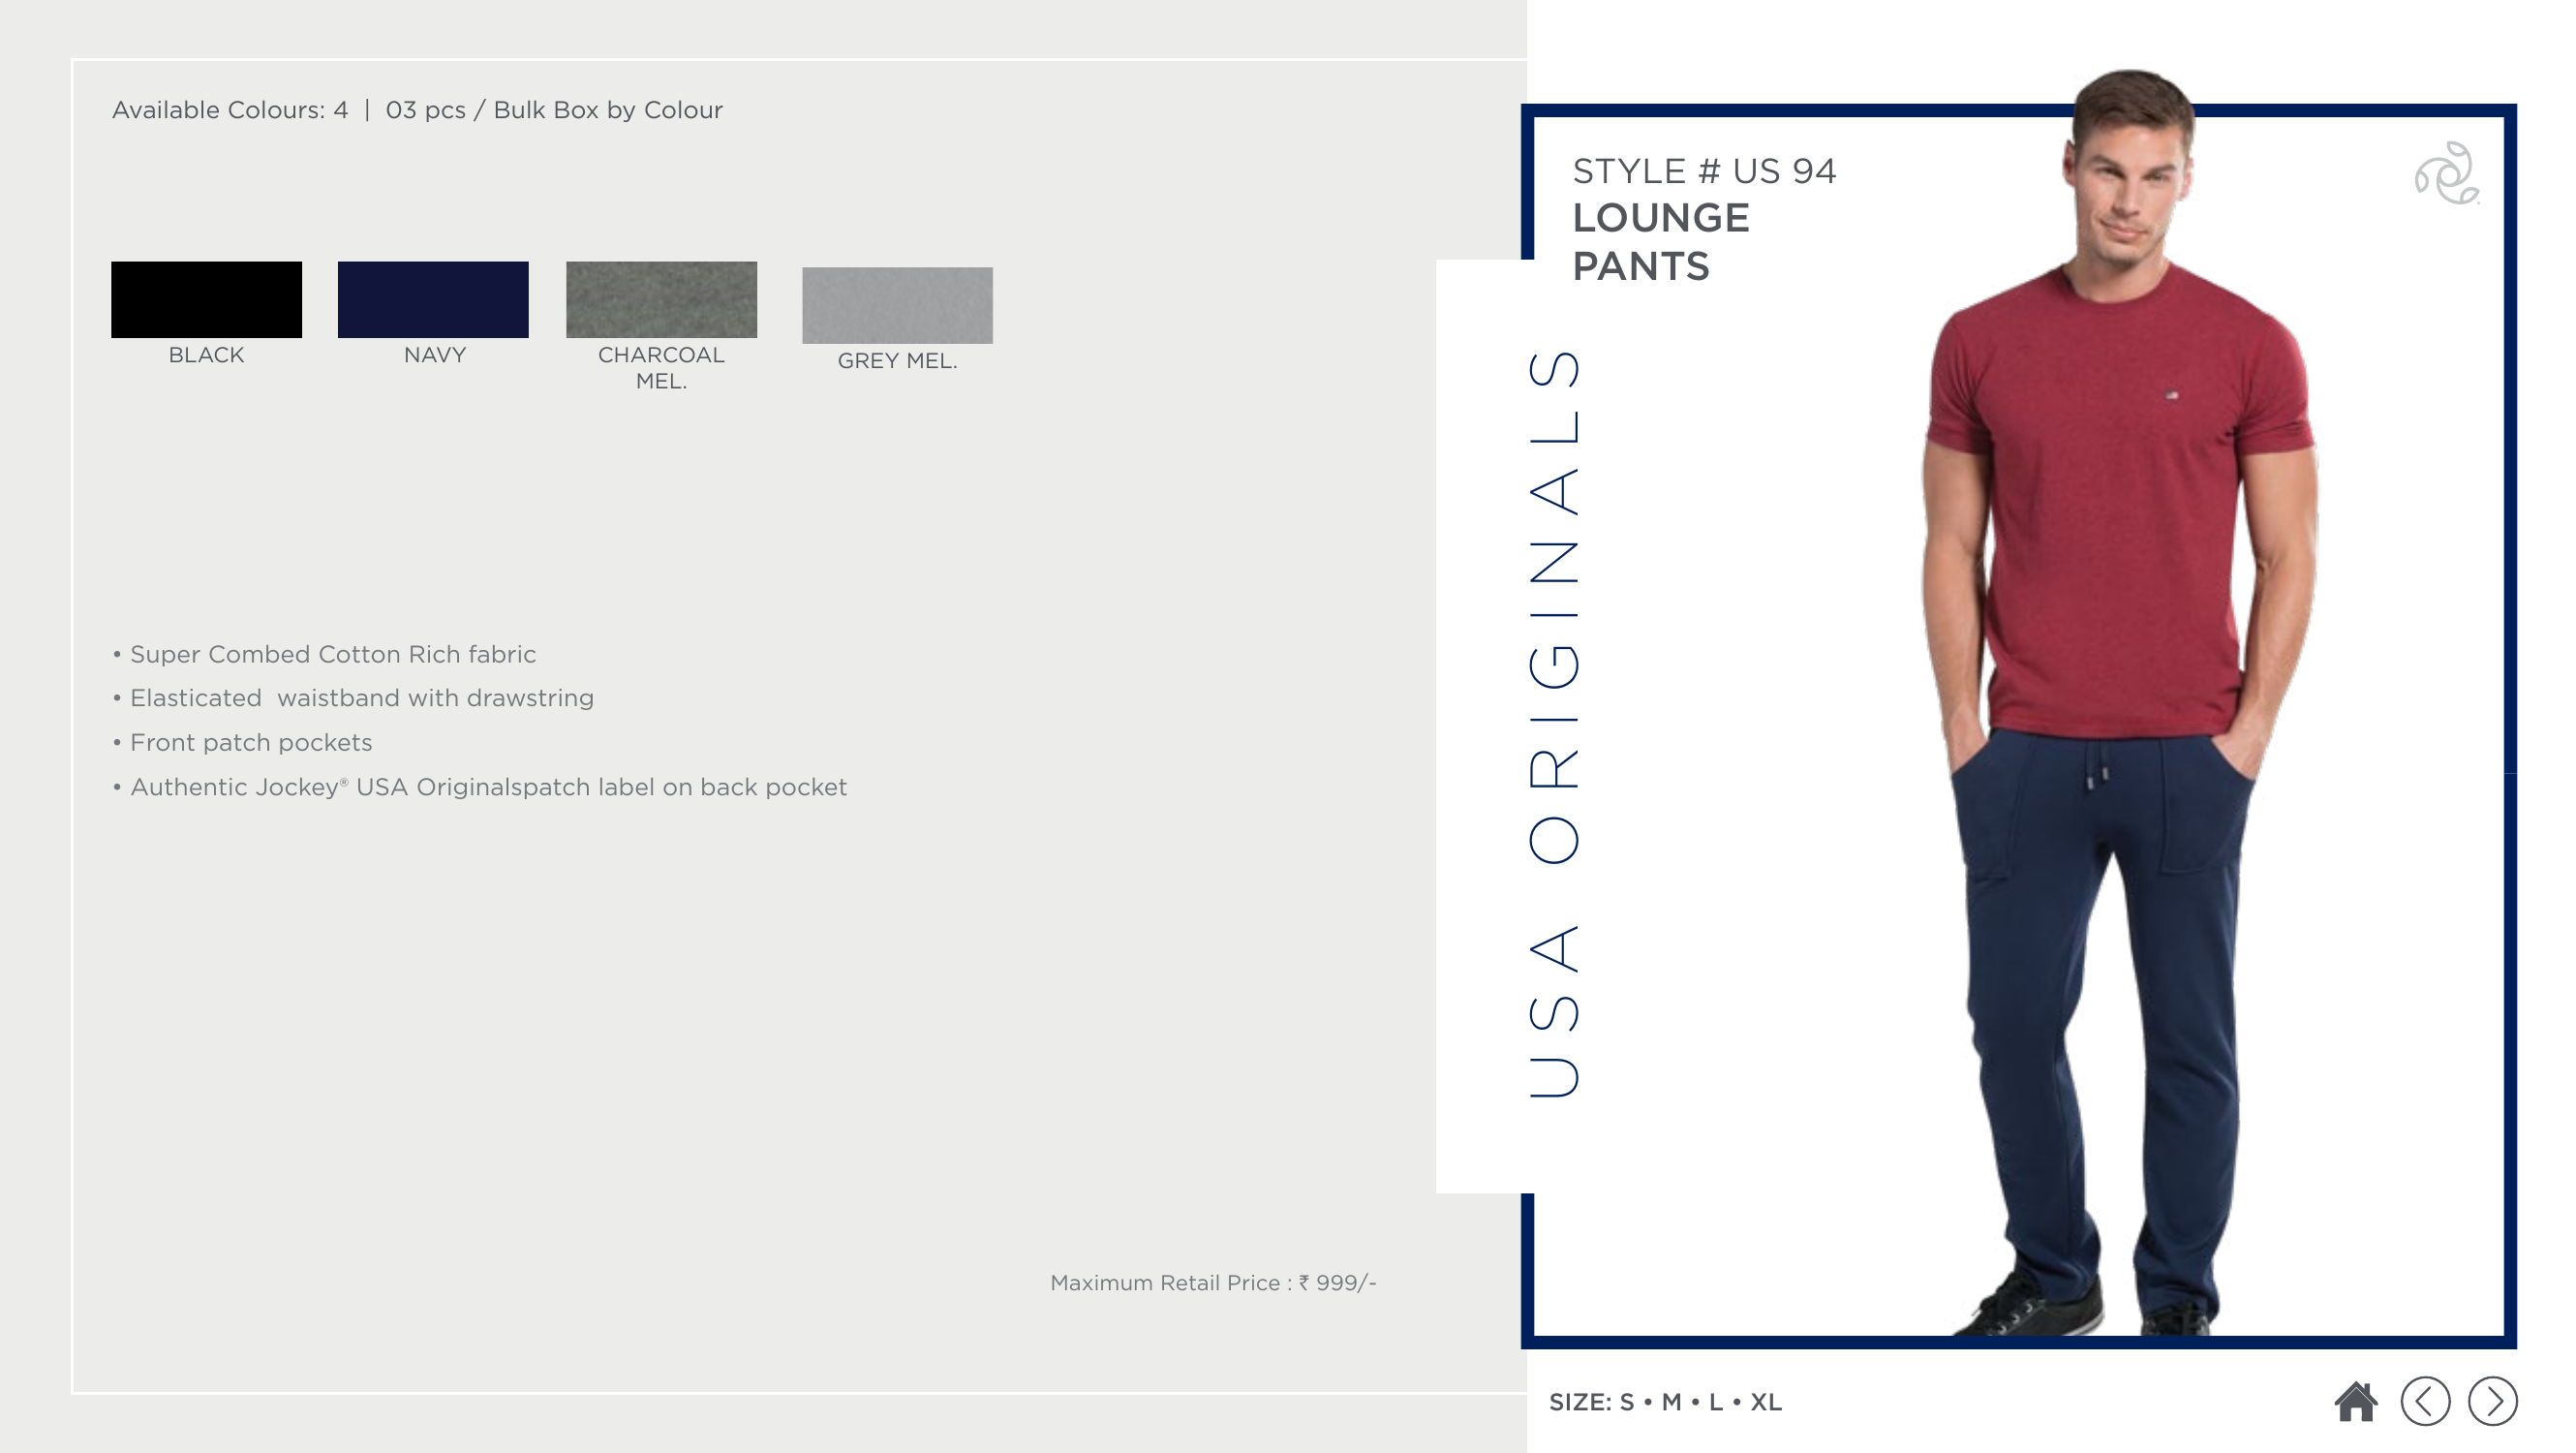 Available Colours: 4 | 03 pcs / Bulk Box by Colour
BLACK
NAVY
CHARCOAL
MEL.
GREY MEL.
• Super Combed Cotton Rich fabric
• Elasticated  waistband with drawstring
• Front patch pockets
• Authentic Jockey® USA Originalspatch label on back pocket
Maximum Retail Price : ₹ 999/-
STYLE # US 94
LOUNGE
PANTS
USA ORIGINALS
SIZE: S • M • L • XL